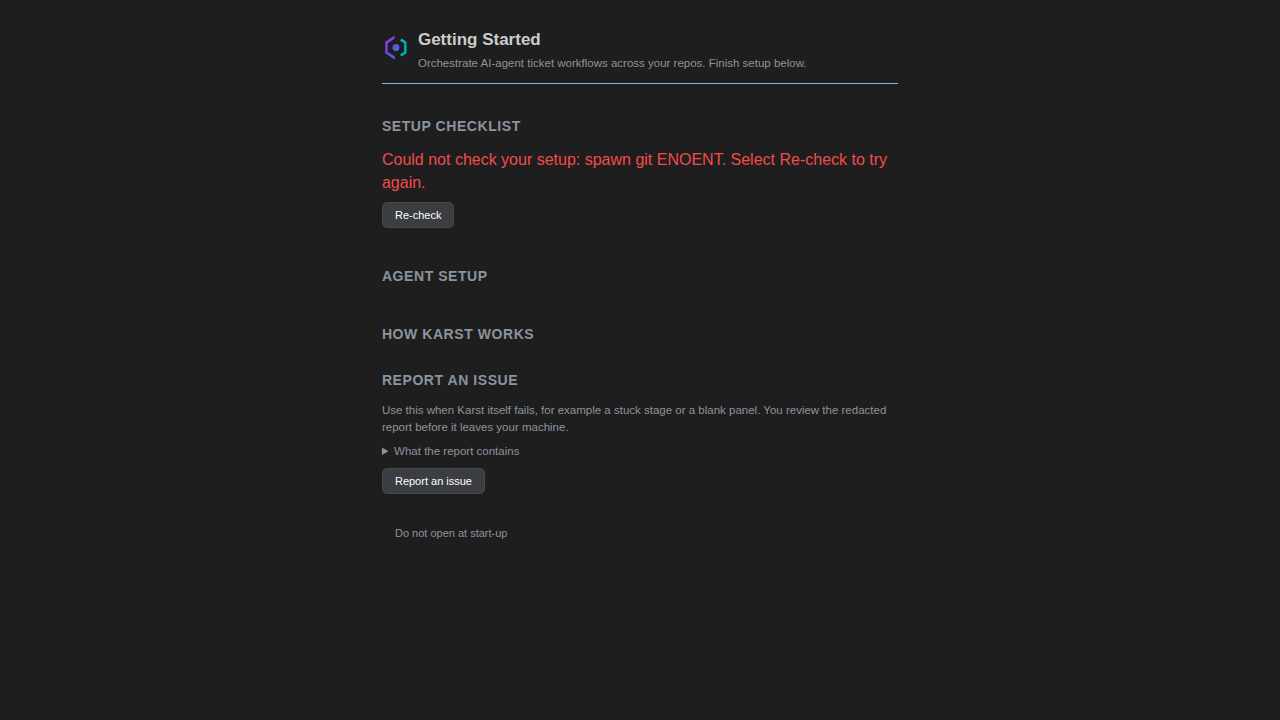 Getting Started
Orchestrate AI-agent ticket workflows across your repos. Finish setup below.
SETUP CHECKLIST
Could not check your setup: spawn git ENOENT. Select Re-check to try
again.
Re-check
AGENT SETUP
HOW KARST WORKS
REPORT AN ISSUE
Use this when Karst itself fails, for example a stuck stage or a blank panel. You review the redacted
report before it leaves your machine.
What the report contains
Report an issue
Do not open at start-up